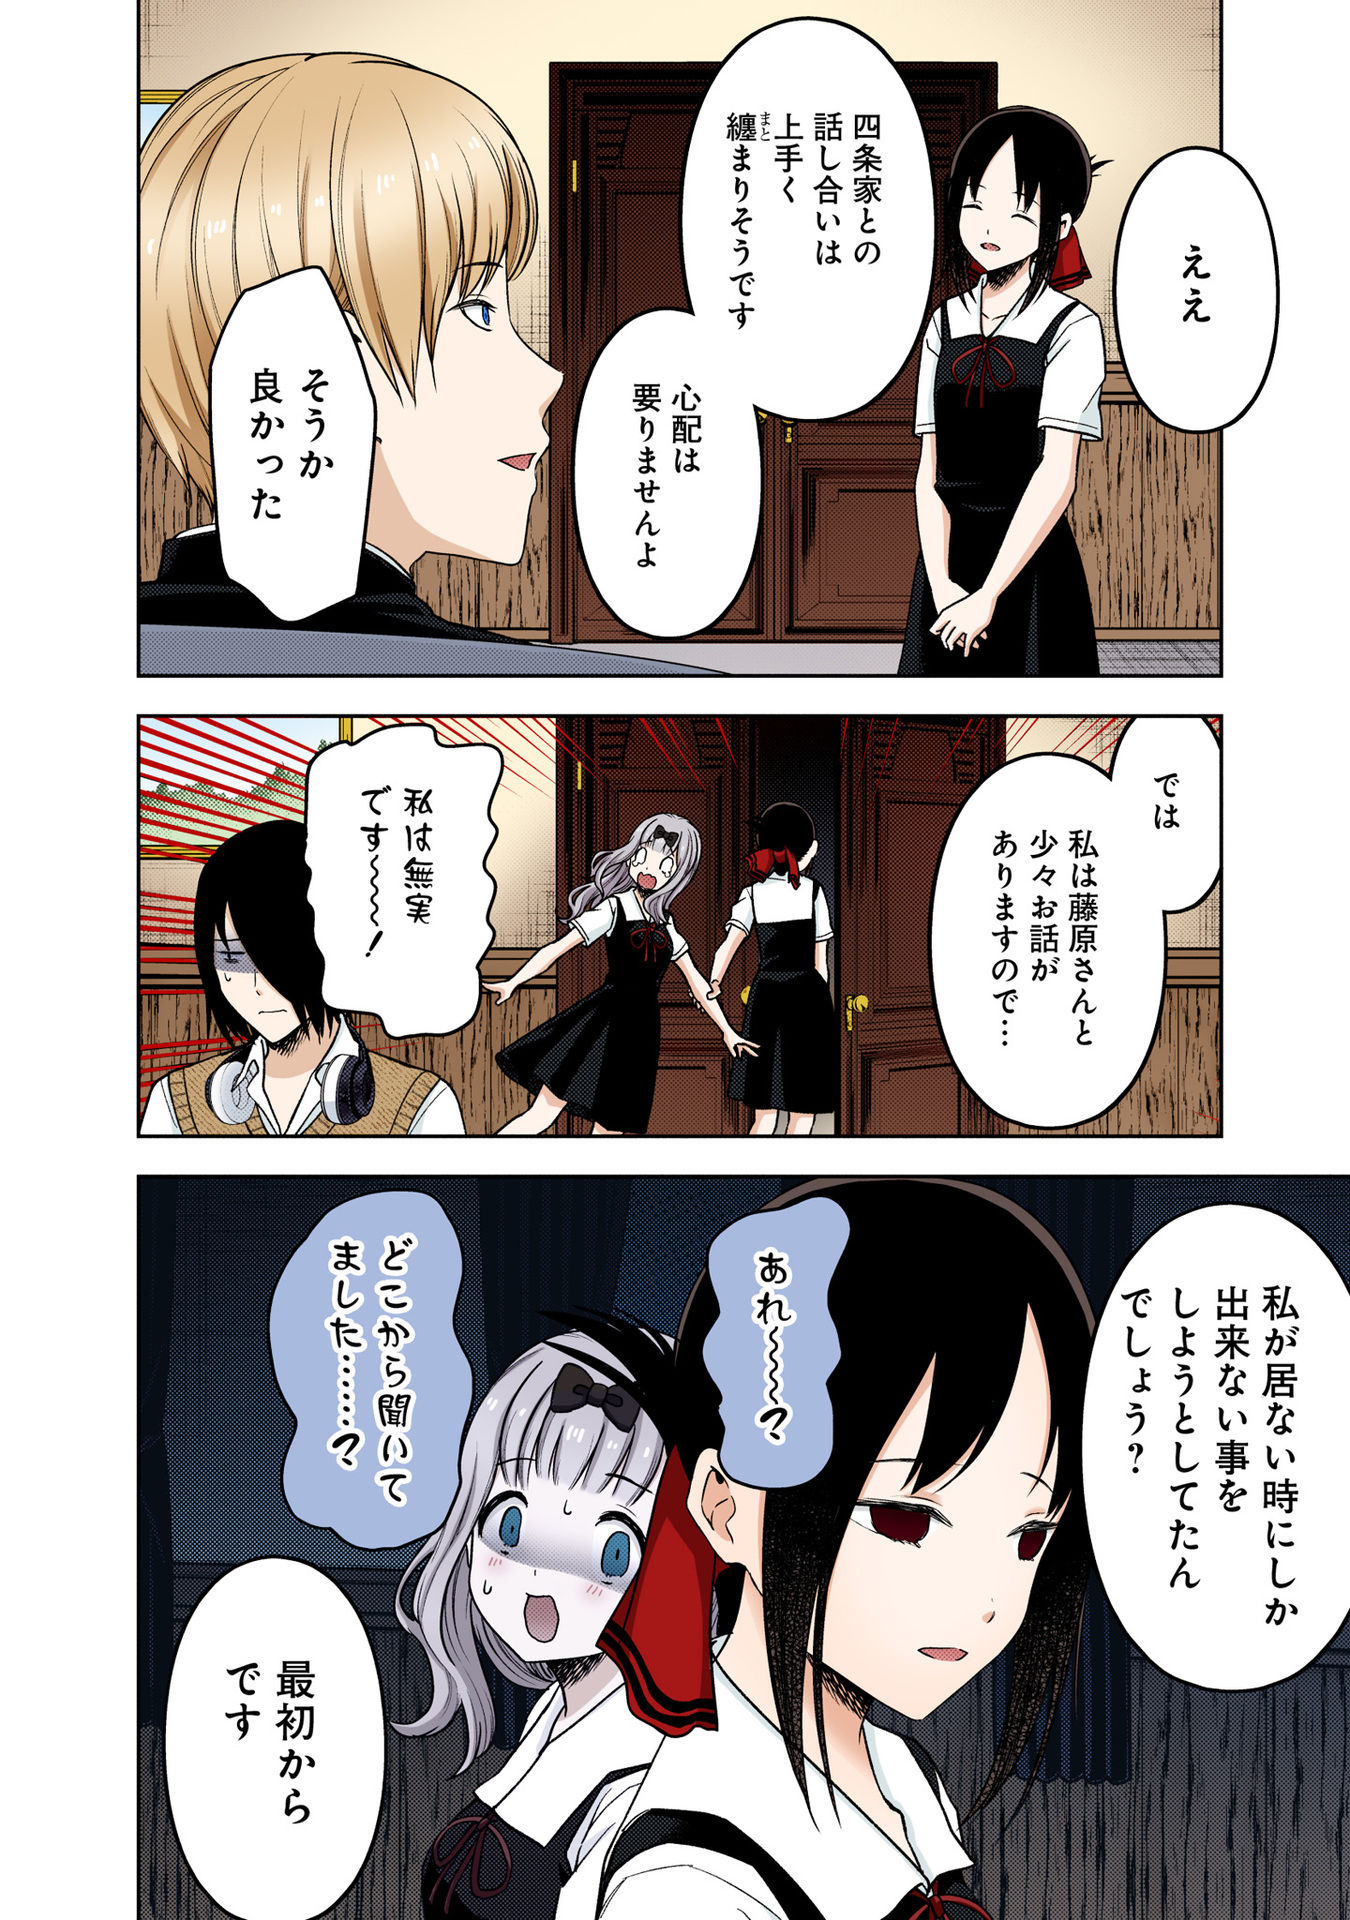 ええ
四条家との
話し合いは
上手く
纏まりそうです
まと
心配は
要りませんよ
そうか
良かった
では
私は藤原さんと
少々お話が
ありますので…
私は無実
です〜〜〜!
私が居ない時にしか
出来ない事を
しようとしてたん
でしょう?
あれ〜〜〜?
どこから聞いて
ました………?
最初から
です